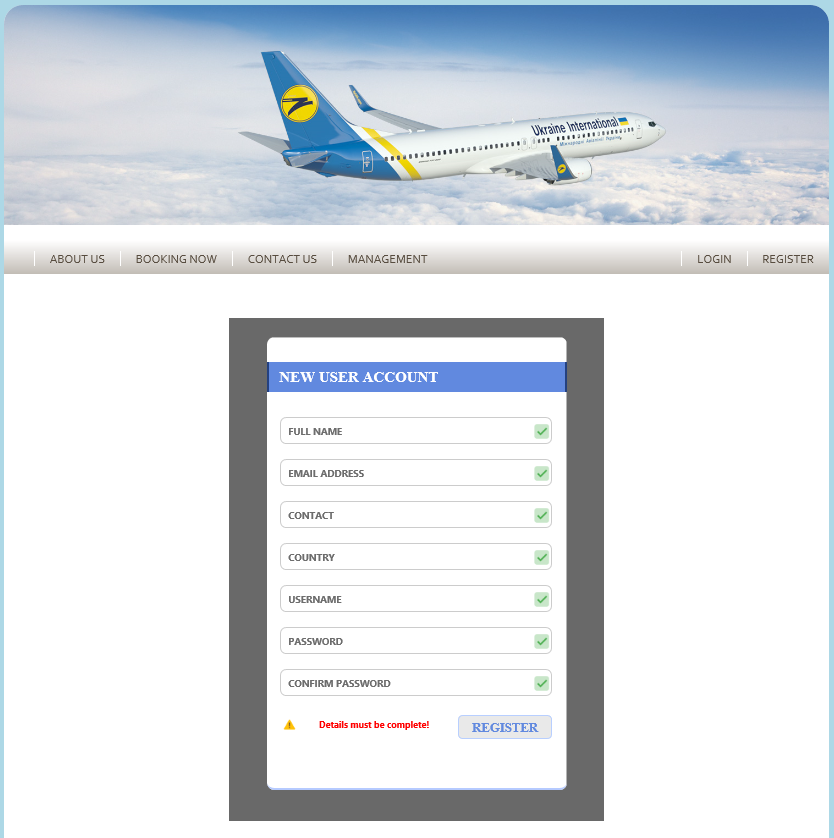 Ukraine International
ABOUT US
BOOKING NOW
CONTACT US
MANAGEMENT
LOGIN
REGISTER
NEW USER ACCOUNT
FULL NAME
EMAIL ADDRESS
CONTACT
COUNTRY
USERNAME
PASSWORD
CONFIRM PASSWORD
Details must be complete!
REGISTER